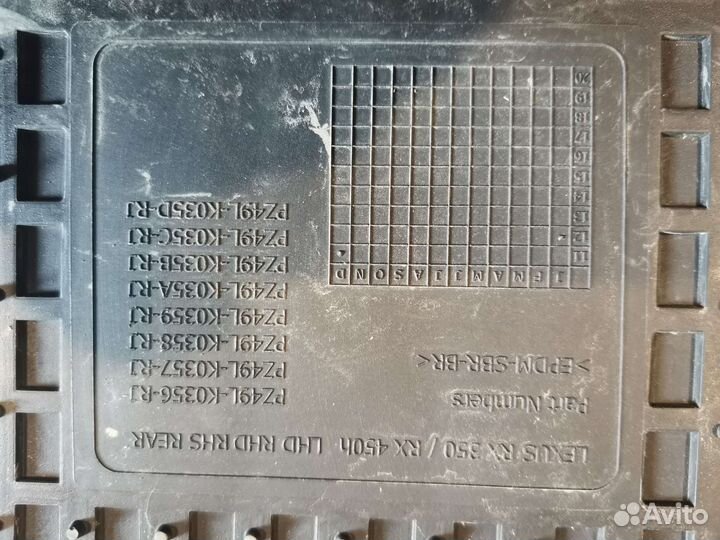 LEXUS RX 350 / RX 450h LHD RHD RHS REAR
Part Numbers
>EPDM-SBR-BR<
PZ49L-K0356-RJ
PZ49L-K0357-RJ
PZ49L-K0358-RJ
PZ49L-K0359-RJ
PZ49L-K035A-RJ
PZ49L-K035B-RJ
PZ49L-K035C-RJ
PZ49L-K035D-RJ
J F M A M J J A S O N D
11
12
13
14
15
16
17
18
19
20
Avito